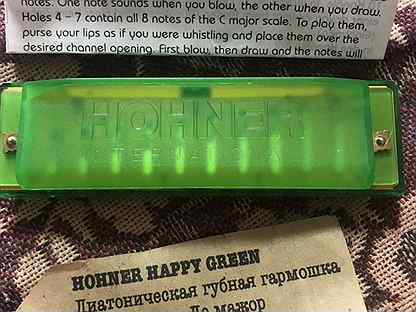 notes. One note sounds when you blow, the other when you draw.
Holes 4 – 7 contain all 8 notes of the C major scale. To play them,
purse your lips as if you were whistling and place them over the
desired channel opening. First blow, then draw and the notes will
HOHNER
HOHNER HAPPY GREEN
Диатоническая губная гармошка
До мажор